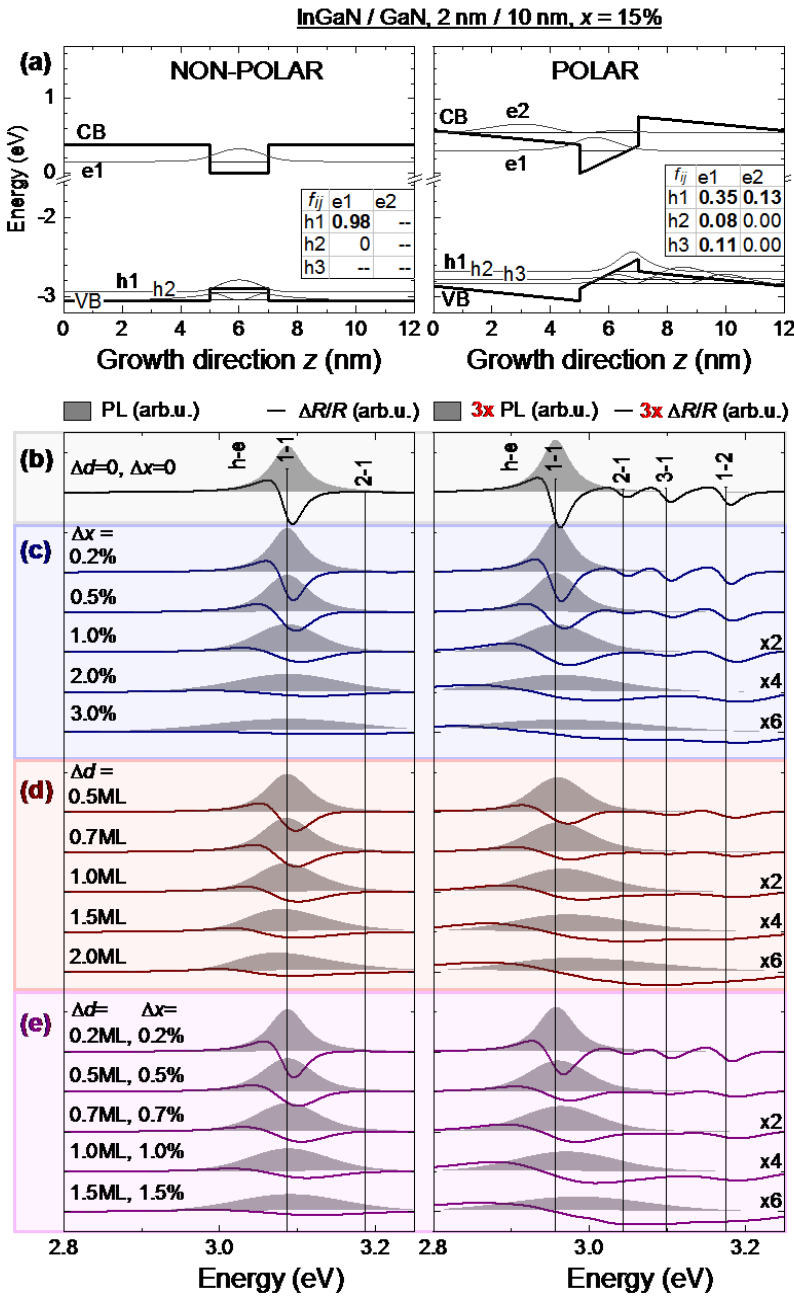 InGaN / GaN, 2 nm / 10 nm, x = 15%
(a)
NON-POLAR
POLAR
Energy (eV)
1
0
-2
-3
CB
e1
h1
h2
VB
f_ij e1 e2
h1 0.98 --
h2 0 --
h3 -- --
CB
e2
e1
h1
h2
h3
VB
f_ij e1 e2
h1 0.35 0.13
h2 0.08 0.00
h3 0.11 0.00
0 2 4 6 8 10 12
0 2 4 6 8 10 12
Growth direction z (nm)
Growth direction z (nm)
PL (arb.u.) — ΔR/R (arb.u.)
3x PL (arb.u.) — 3x ΔR/R (arb.u.)
(b)
Δd=0, Δx=0
h-e
1-1
2-1
h-e
1-1
2-1
3-1
1-2
(c)
Δx =
0.2%
0.5%
1.0%
x2
2.0%
x4
3.0%
x6
(d)
Δd =
0.5ML
0.7ML
1.0ML
x2
1.5ML
x4
2.0ML
x6
(e)
Δd= Δx=
0.2ML, 0.2%
0.5ML, 0.5%
0.7ML, 0.7%
x2
1.0ML, 1.0%
x4
1.5ML, 1.5%
x6
2.8 3.0 3.2
3.0 3.2
Energy (eV)
Energy (eV)